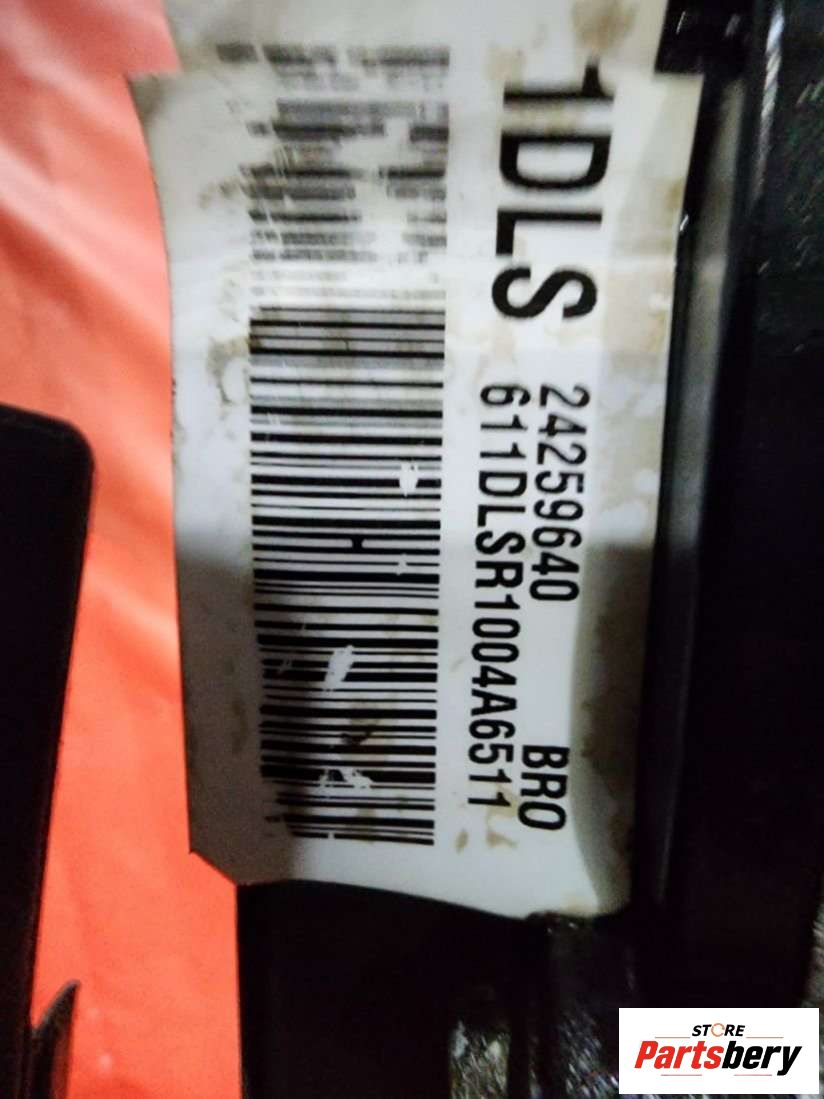 1DLS
24259640 BRO
611DLSR1004A6511
STORE
Partsbery